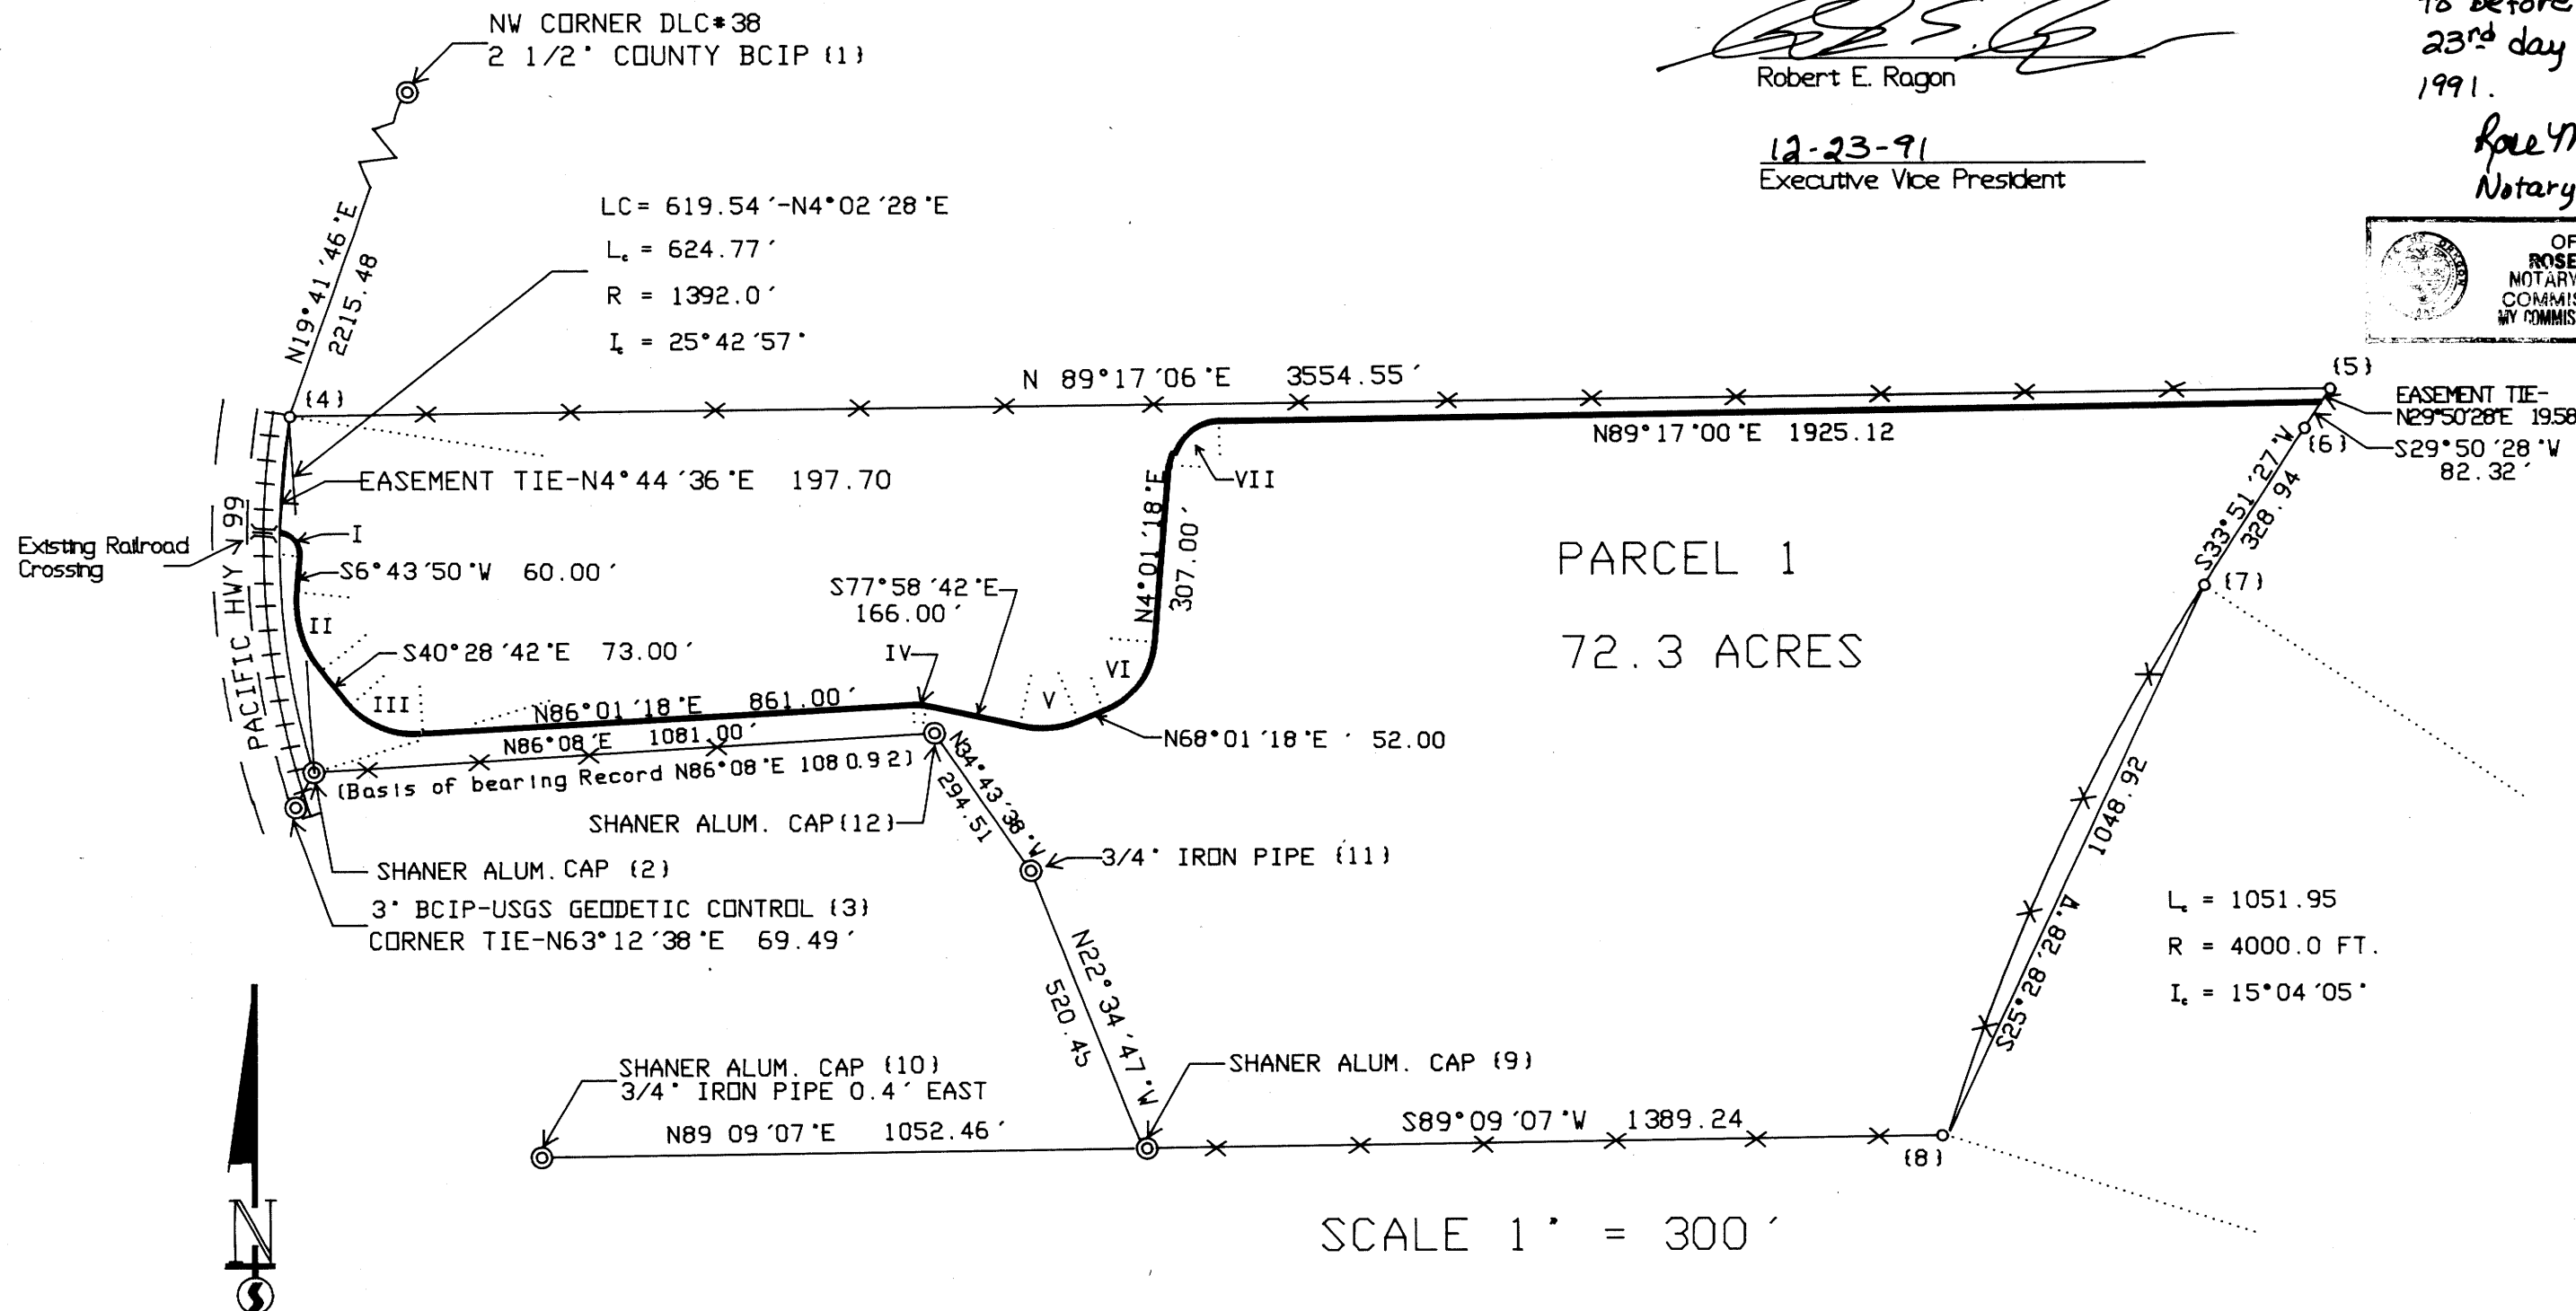 NW CORNER DLC#38
2 1/2" COUNTY BCIP {1}
Robert E. Ragon
12-23-91
Executive Vice President
To before
23rd day
1991.
Notary
OF
ROSE
NOTARY
COMMIS
MY COMMIS
N19°41'46"E
2215.48
LC= 619.54'-N4°02'28"E
Lc = 624.77'
R = 1392.0'
Ic = 25°42'57"
N 89°17'06"E 3554.55'
{4}
{5}
EASEMENT TIE-
N29°50'28"E 19.58
S29°50'28"W
82.32'
{6}
N89°17'00"E 1925.12
EASEMENT TIE-N4°44'36"E 197.70
VII
S33°51'27"W
328.94
{7}
Existing Railroad
Crossing
PACIFIC HWY 99
I
S6°43'50"W 60.00'
II
S40°28'42"E 73.00'
III
S77°58'42"E
166.00'
IV
V
VI
N4°01'18"E
307.00'
PARCEL 1
72.3 ACRES
N86°01'18"E 861.00'
N86°08'E 1081.00'
(Basis of bearing Record N86°08'E 1080.92)
N68°01'18"E ' 52.00
N34°43'38"W
294.51
SHANER ALUM. CAP{12}
3/4" IRON PIPE {11}
SHANER ALUM. CAP {2}
3" BCIP-USGS GEODETIC CONTROL {3}
CORNER TIE-N63°12'38"E 69.49'
N22°34'47"W
520.45
S25°28'28"W
1048.92
Lc = 1051.95
R = 4000.0 FT.
Ic = 15°04'05"
SHANER ALUM. CAP {10}
3/4" IRON PIPE 0.4' EAST
N89 09'07"E 1052.46'
SHANER ALUM. CAP {9}
S89°09'07"W 1389.24
{8}
N
S
SCALE 1" = 300'